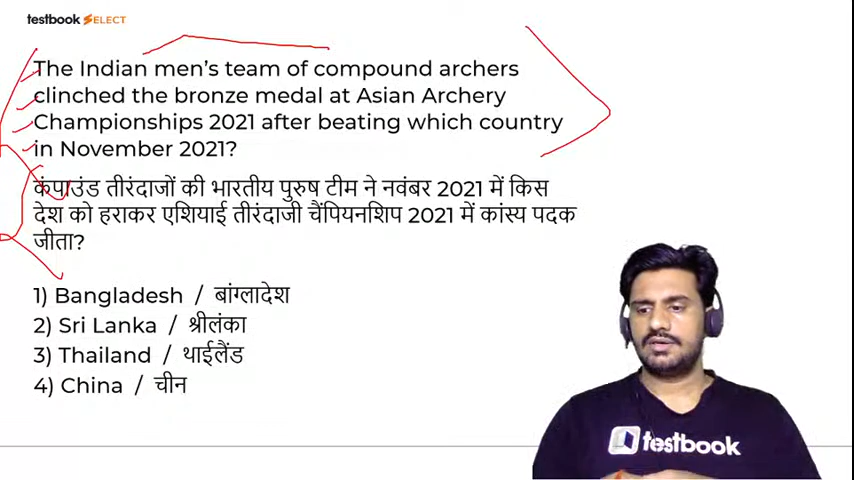 testbook SELECT
The Indian men's team of compound archers
clinched the bronze medal at Asian Archery
Championships 2021 after beating which country
in November 2021?
कंपाउंड तीरंदाजों की भारतीय पुरुष टीम ने नवंबर 2021 में किस
देश को हराकर एशियाई तीरंदाजी चैंपियनशिप 2021 में कांस्य पदक
जीता?
1) Bangladesh / बांग्लादेश
2) Sri Lanka / श्रीलंका
3) Thailand / थाईलैंड
4) China / चीन
testbook